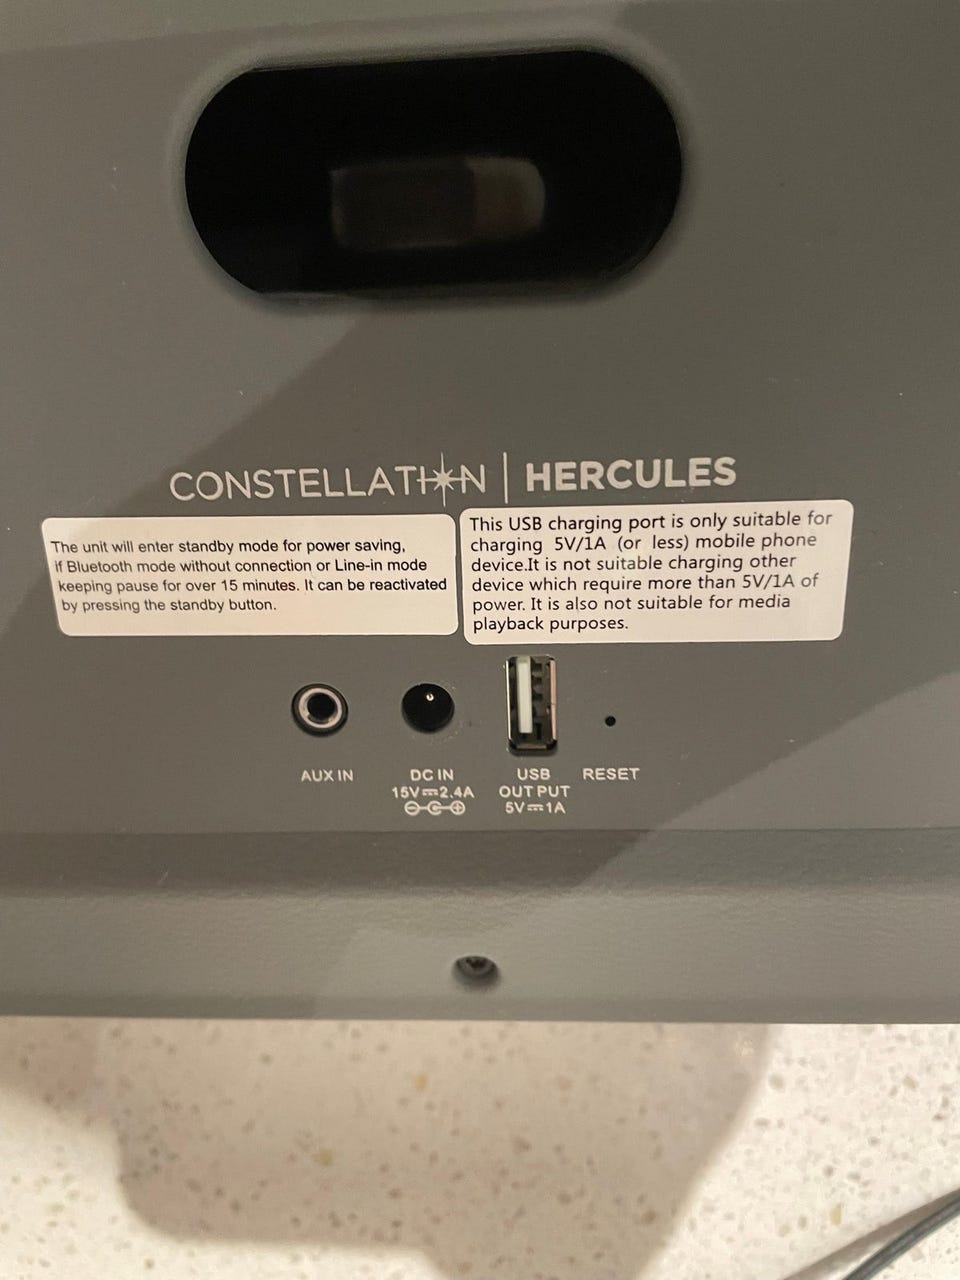 CONSTELLATION | HERCULES
The unit will enter standby mode for power saving,
if Bluetooth mode without connection or Line-in mode
keeping pause for over 15 minutes. It can be reactivated
by pressing the standby button.
This USB charging port is only suitable for
charging 5V/1A (or less) mobile phone
device.It is not suitable charging other
device which require more than 5V/1A of
power. It is also not suitable for media
playback purposes.
AUX IN
DC IN
15V⎓2.4A
USB
OUTPUT
5V⎓1A
RESET